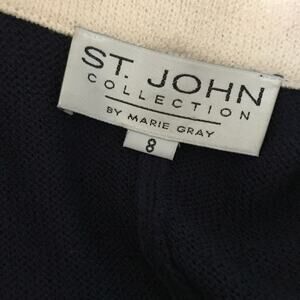 ST. JOHN
COLLECTION
BY MARIE GRAY
8